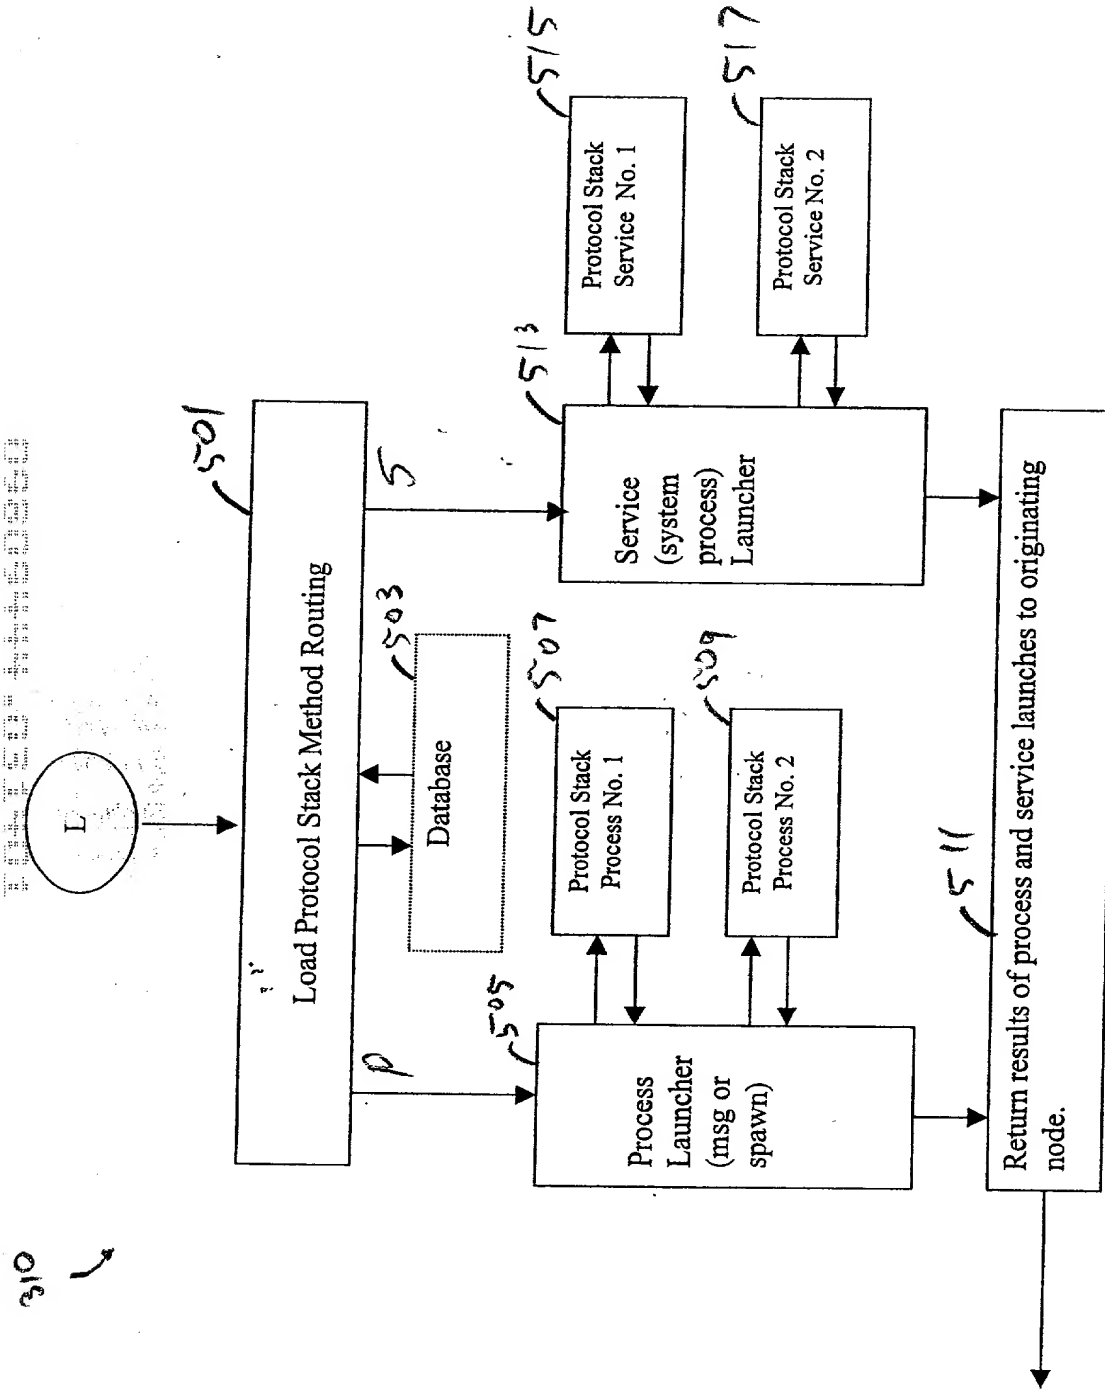 310
L
501
Load Protocol Stack Method Routing
P
S
503
Database
505
Process
Launcher
(msg or
spawn)
507
Protocol Stack
Process No. 1
509
Protocol Stack
Process No. 2
513
Service
(system
process)
Launcher
515
Protocol Stack
Service No. 1
517
Protocol Stack
Service No. 2
511
Return results of process and service launches to originating
node.